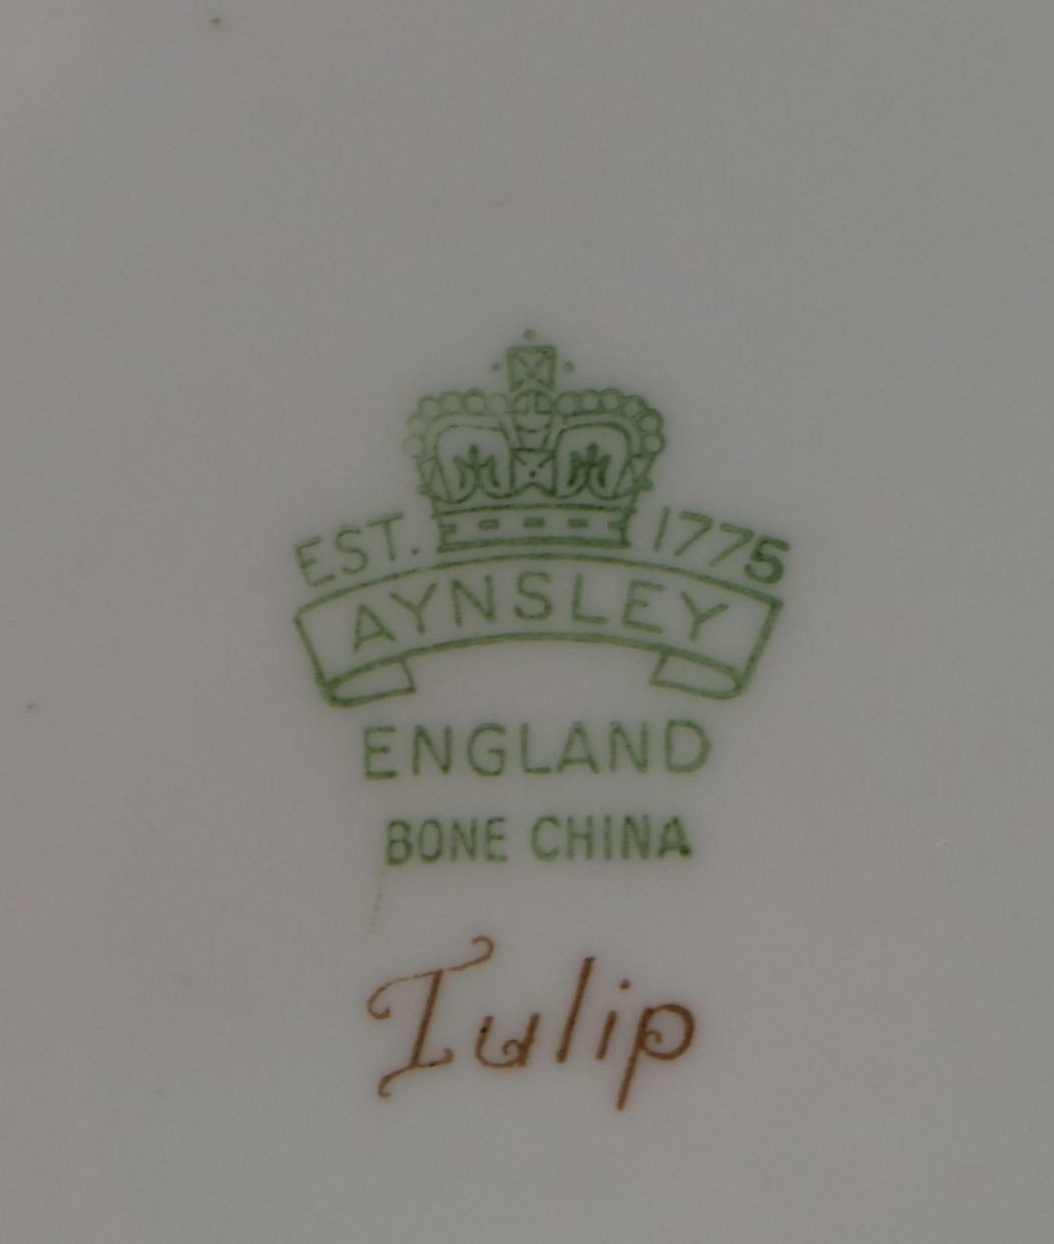 EST. 1775
AYNSLEY
ENGLAND
BONE CHINA
Tulip